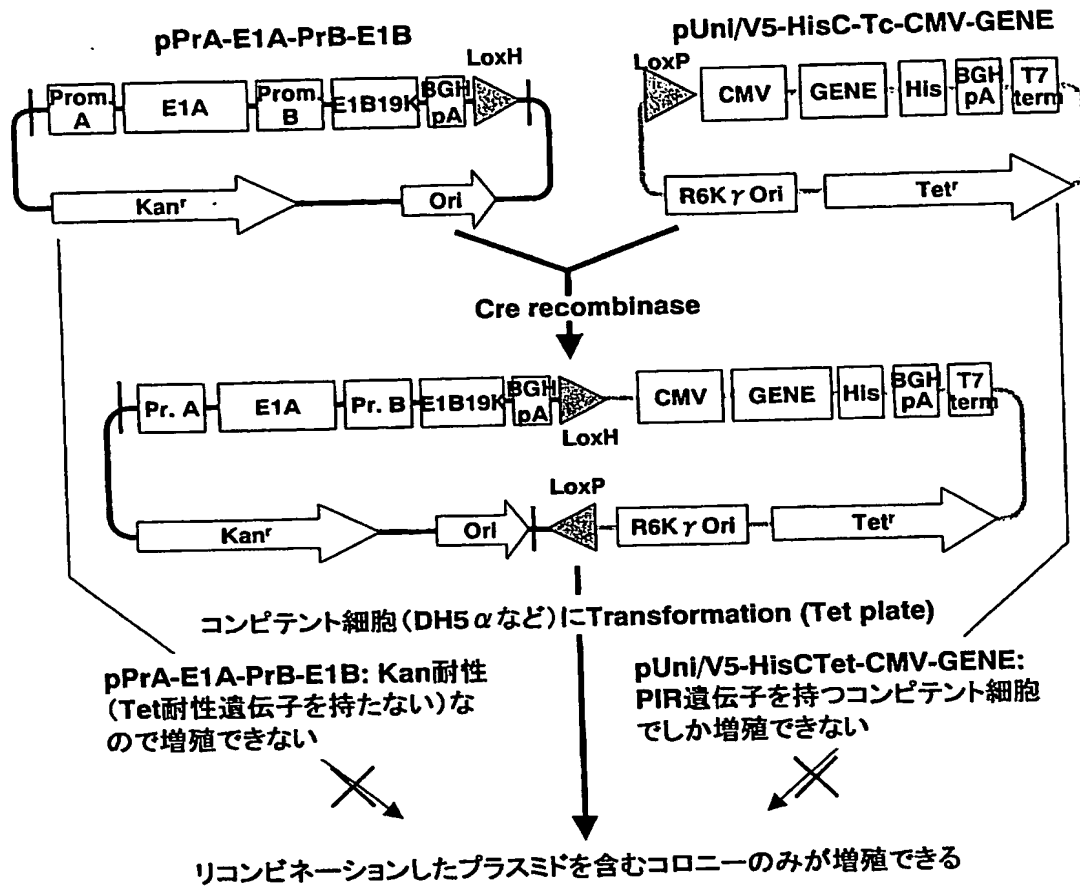 pPrA-E1A-PrB-E1B
pUni/V5-HisC-Tc-CMV-GENE
LoxH
LoxP
Prom. A
E1A
Prom. B
E1B19K
BGH pA
CMV
GENE
His
BGH pA
T7 term
Kanr
Ori
R6KγOri
Tetr
Cre recombinase
Pr. A
E1A
Pr. B
E1B19K
BGH pA
LoxH
CMV
GENE
His
BGH pA
T7 term
LoxP
Kanr
Ori
R6KγOri
Tetr
コンピテント細胞(DH5αなど)にTransformation (Tet plate)
pPrA-E1A-PrB-E1B: Kan耐性
(Tet耐性遺伝子を持たない)な
ので増殖できない
pUni/V5-HisCTet-CMV-GENE:
PIR遺伝子を持つコンピテント細胞
でしか増殖できない
リコンビネーションしたプラスミドを含むコロニーのみが増殖できる